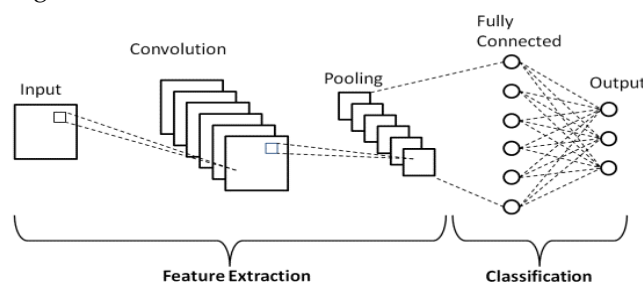 Fully
Connected
Convolution
Pooling
Input
Output
Feature Extraction
Classification